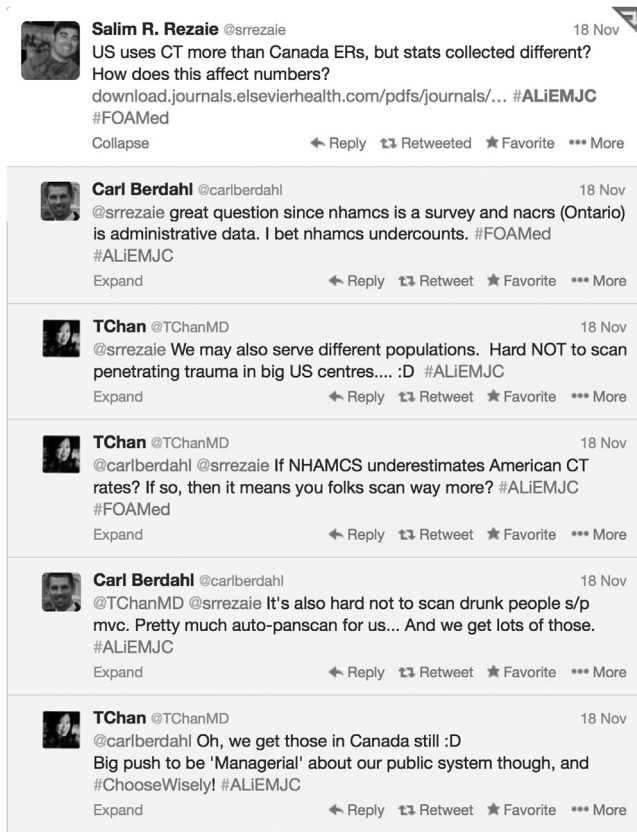 Salim R. Rezaie @srrezaie 18 Nov
US uses CT more than Canada ERs, but stats collected different?
How does this affect numbers?
download.journals.elsevierhealth.com/pdfs/journals/… #ALiEMJC
#FOAMed
Collapse Reply Retweeted Favorite More
Carl Berdahl @carlberdahl 18 Nov
@srrezaie great question since nhamcs is a survey and nacrs (Ontario)
is administrative data. I bet nhamcs undercounts. #FOAMed
#ALiEMJC
Expand Reply Retweet Favorite More
TChan @TChanMD 18 Nov
@srrezaie We may also serve different populations. Hard NOT to scan
penetrating trauma in big US centres.... :D #ALiEMJC
Expand Reply Retweet Favorite More
TChan @TChanMD 18 Nov
@carlberdahl @srrezaie If NHAMCS underestimates American CT
rates? If so, then it means you folks scan way more? #ALiEMJC
#FOAMed
Expand Reply Retweet Favorite More
Carl Berdahl @carlberdahl 18 Nov
@TChanMD @srrezaie It's also hard not to scan drunk people s/p
mvc. Pretty much auto-panscan for us... And we get lots of those.
#ALiEMJC
Expand Reply Retweet Favorite More
TChan @TChanMD 18 Nov
@carlberdahl Oh, we get those in Canada still :D
Big push to be 'Managerial' about our public system though, and
#ChooseWisely! #ALiEMJC
Expand Reply Retweet Favorite More